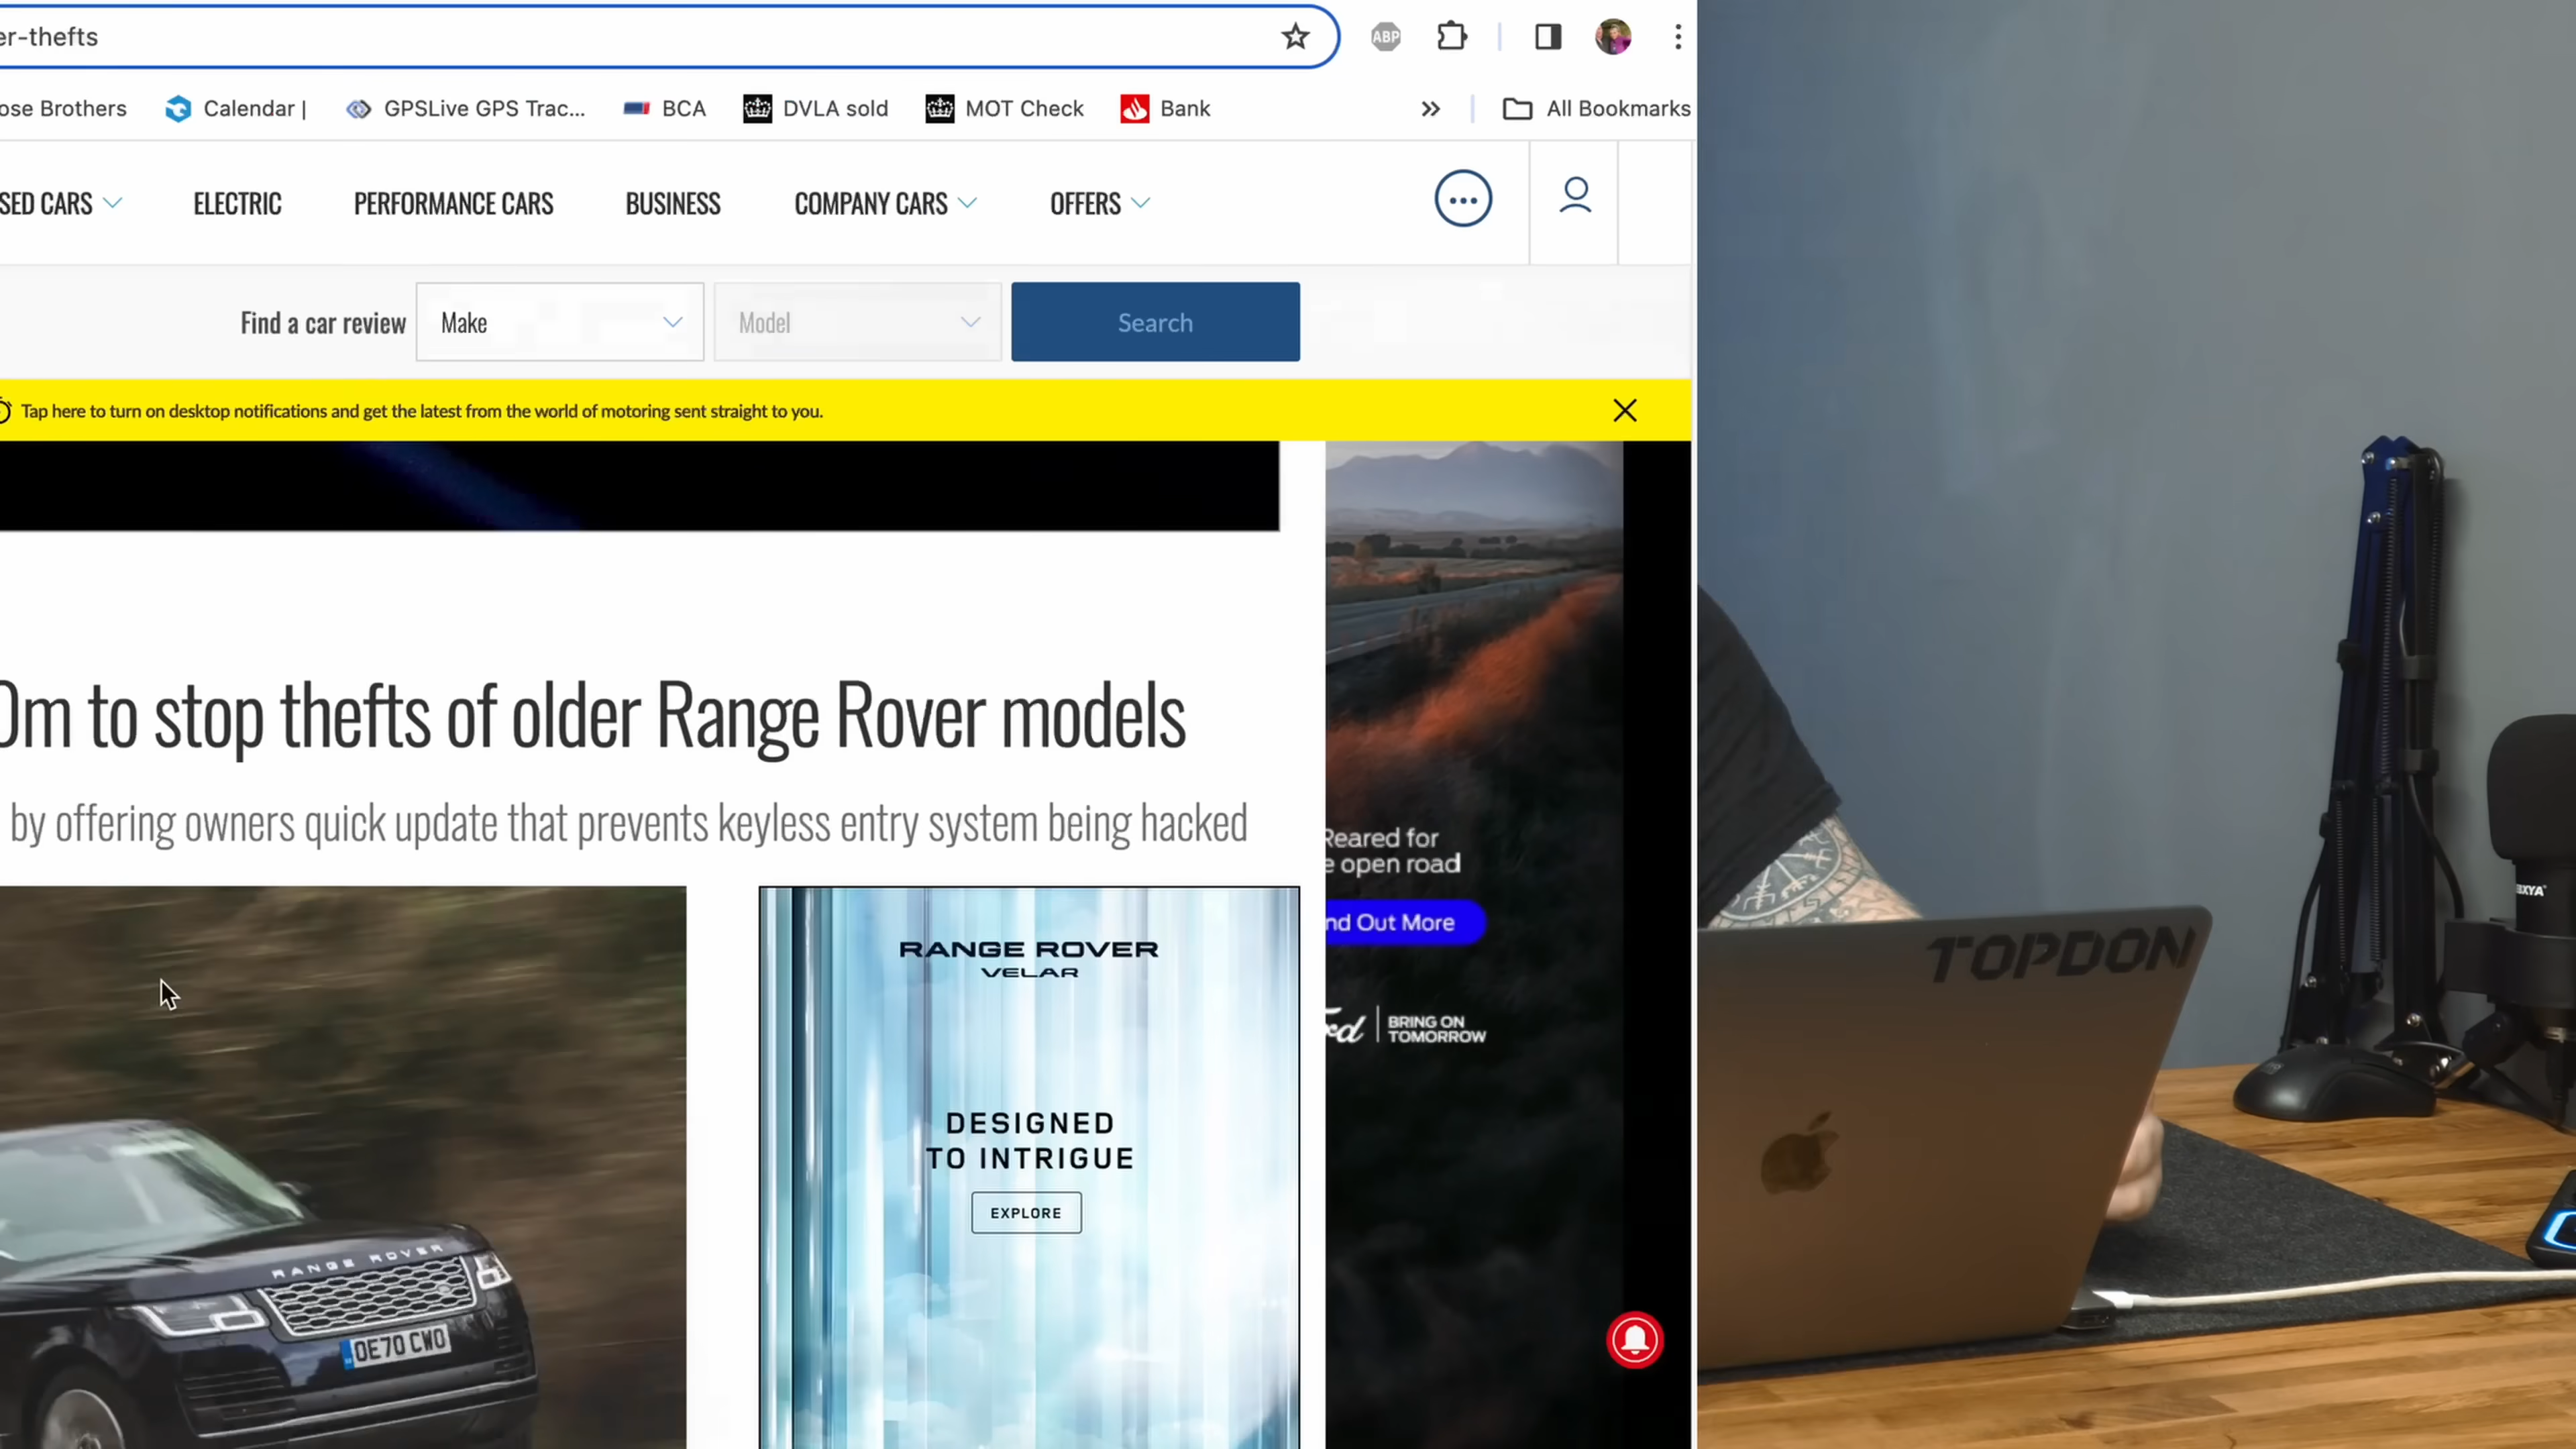 er-thefts
ABP
ose Brothers Calendar | GPSLive GPS Trac... BCA DVLA sold MOT Check Bank » All Bookmarks
SED CARS ELECTRIC PERFORMANCE CARS BUSINESS COMPANY CARS OFFERS
Find a car review Make Model Search
Tap here to turn on desktop notifications and get the latest from the world of motoring sent straight to you.
0m to stop thefts of older Range Rover models
by offering owners quick update that prevents keyless entry system being hacked
Reared for
e open road
nd Out More
rd BRING ON
TOMORROW
RANGE ROVER
VELAR
DESIGNED
TO INTRIGUE
EXPLORE
RANGE ROVER
OE70 CWO
TOPDON